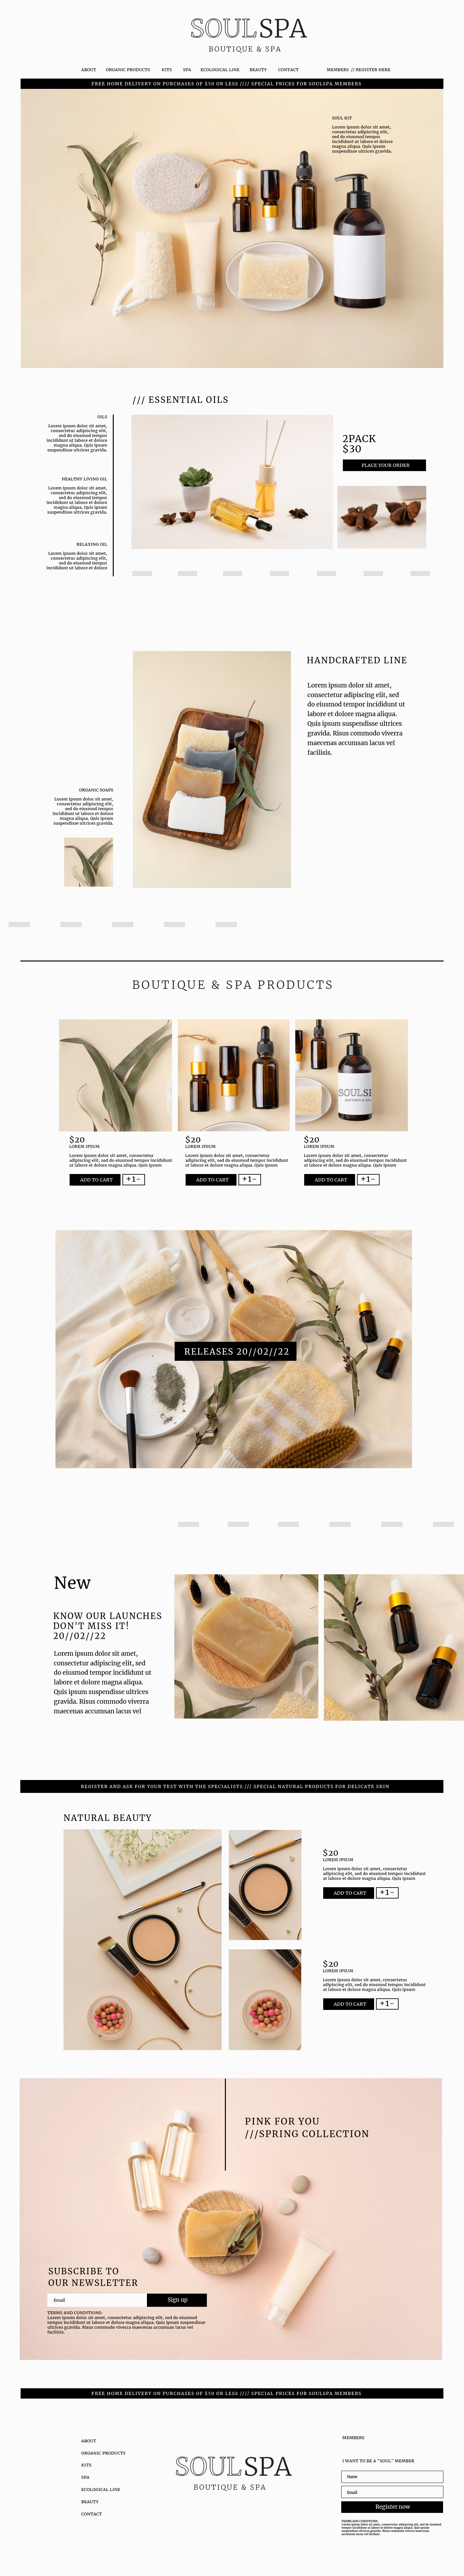 SOULSPA
BOUTIQUE & SPA
ABOUT ORGANIC PRODUCTS KITS SPA ECOLOGICAL LINE BEAUTY CONTACT MEMBERS // REGISTER HERE
FREE HOME DELIVERY ON PURCHASES OF $50 OR LESS //// SPECIAL PRICES FOR SOULSPA MEMBERS
SOUL KIT
Lorem ipsum dolor sit amet,
consectetur adipiscing elit,
sed do eiusmod tempor
incididunt ut labore et dolore
magna aliqua. Quis ipsum
suspendisse ultrices gravida.
/// ESSENTIAL OILS
OILS
Lorem ipsum dolor sit amet,
consectetur adipiscing elit,
sed do eiusmod tempor
incididunt ut labore et dolore
magna aliqua. Quis ipsum
suspendisse ultrices gravida.
HEALTHY LIVING OIL
Lorem ipsum dolor sit amet,
consectetur adipiscing elit,
sed do eiusmod tempor
incididunt ut labore et dolore
magna aliqua. Quis ipsum
suspendisse ultrices gravida.
RELAXING OIL
Lorem ipsum dolor sit amet,
consectetur adipiscing elit,
sed do eiusmod tempor
incididunt ut labore et dolore
2PACK
$30
PLACE YOUR ORDER
HANDCRAFTED LINE
Lorem ipsum dolor sit amet,
consectetur adipiscing elit, sed
do eiusmod tempor incididunt ut
labore et dolore magna aliqua.
Quis ipsum suspendisse ultrices
gravida. Risus commodo viverra
maecenas accumsan lacus vel
facilisis.
ORGANIC SOAPS
Lorem ipsum dolor sit amet,
consectetur adipiscing elit,
sed do eiusmod tempor
incididunt ut labore et dolore
magna aliqua. Quis ipsum
suspendisse ultrices gravida.
BOUTIQUE & SPA PRODUCTS
SOULS
$20
LOREM IPSUM
Lorem ipsum dolor sit amet, consectetur
adipiscing elit, sed do eiusmod tempor incididunt
ut labore et dolore magna aliqua. Quis ipsum
ADD TO CART +1-
$20
LOREM IPSUM
Lorem ipsum dolor sit amet, consectetur
adipiscing elit, sed do eiusmod tempor incididunt
ut labore et dolore magna aliqua. Quis ipsum
ADD TO CART +1-
$20
LOREM IPSUM
Lorem ipsum dolor sit amet, consectetur
adipiscing elit, sed do eiusmod tempor incididunt
ut labore et dolore magna aliqua. Quis ipsum
ADD TO CART +1-
RELEASES 20//02//22
New
KNOW OUR LAUNCHES
DON'T MISS IT!
20//02//22
Lorem ipsum dolor sit amet,
consectetur adipiscing elit, sed
do eiusmod tempor incididunt ut
labore et dolore magna aliqua.
Quis ipsum suspendisse ultrices
gravida. Risus commodo viverra
maecenas accumsan lacus vel
REGISTER AND ASK FOR YOUR TEST WITH THE SPECIALISTS /// SPECIAL NATURAL PRODUCTS FOR DELICATE SKIN
NATURAL BEAUTY
$20
LOREM IPSUM
Lorem ipsum dolor sit amet, consectetur
adipiscing elit, sed do eiusmod tempor incididunt
ut labore et dolore magna aliqua. Quis ipsum
ADD TO CART +1-
$20
LOREM IPSUM
Lorem ipsum dolor sit amet, consectetur
adipiscing elit, sed do eiusmod tempor incididunt
ut labore et dolore magna aliqua. Quis ipsum
ADD TO CART +1-
PINK FOR YOU
///SPRING COLLECTION
SUBSCRIBE TO
OUR NEWSLETTER
Email Sign up
TERMS AND CONDITIONS:
Lorem ipsum dolor sit amet, consectetur adipiscing elit, sed do eiusmod
tempor incididunt ut labore et dolore magna aliqua. Quis ipsum suspendisse
ultrices gravida. Risus commodo viverra maecenas accumsan lacus vel
facilisis.
FREE HOME DELIVERY ON PURCHASES OF $50 OR LESS //// SPECIAL PRICES FOR SOULSPA MEMBERS
ABOUT
ORGANIC PRODUCTS
KITS
SPA
ECOLOGICAL LINE
BEAUTY
CONTACT
SOULSPA
BOUTIQUE & SPA
MEMBERS
I WANT TO BE A "SOUL" MEMBER
Name
Email
Register now
TERMS AND CONDITIONS:
Lorem ipsum dolor sit amet, consectetur adipiscing elit, sed do eiusmod
tempor incididunt ut labore et dolore magna aliqua. Quis ipsum
suspendisse ultrices gravida. Risus commodo viverra maecenas
accumsan lacus vel facilisis.